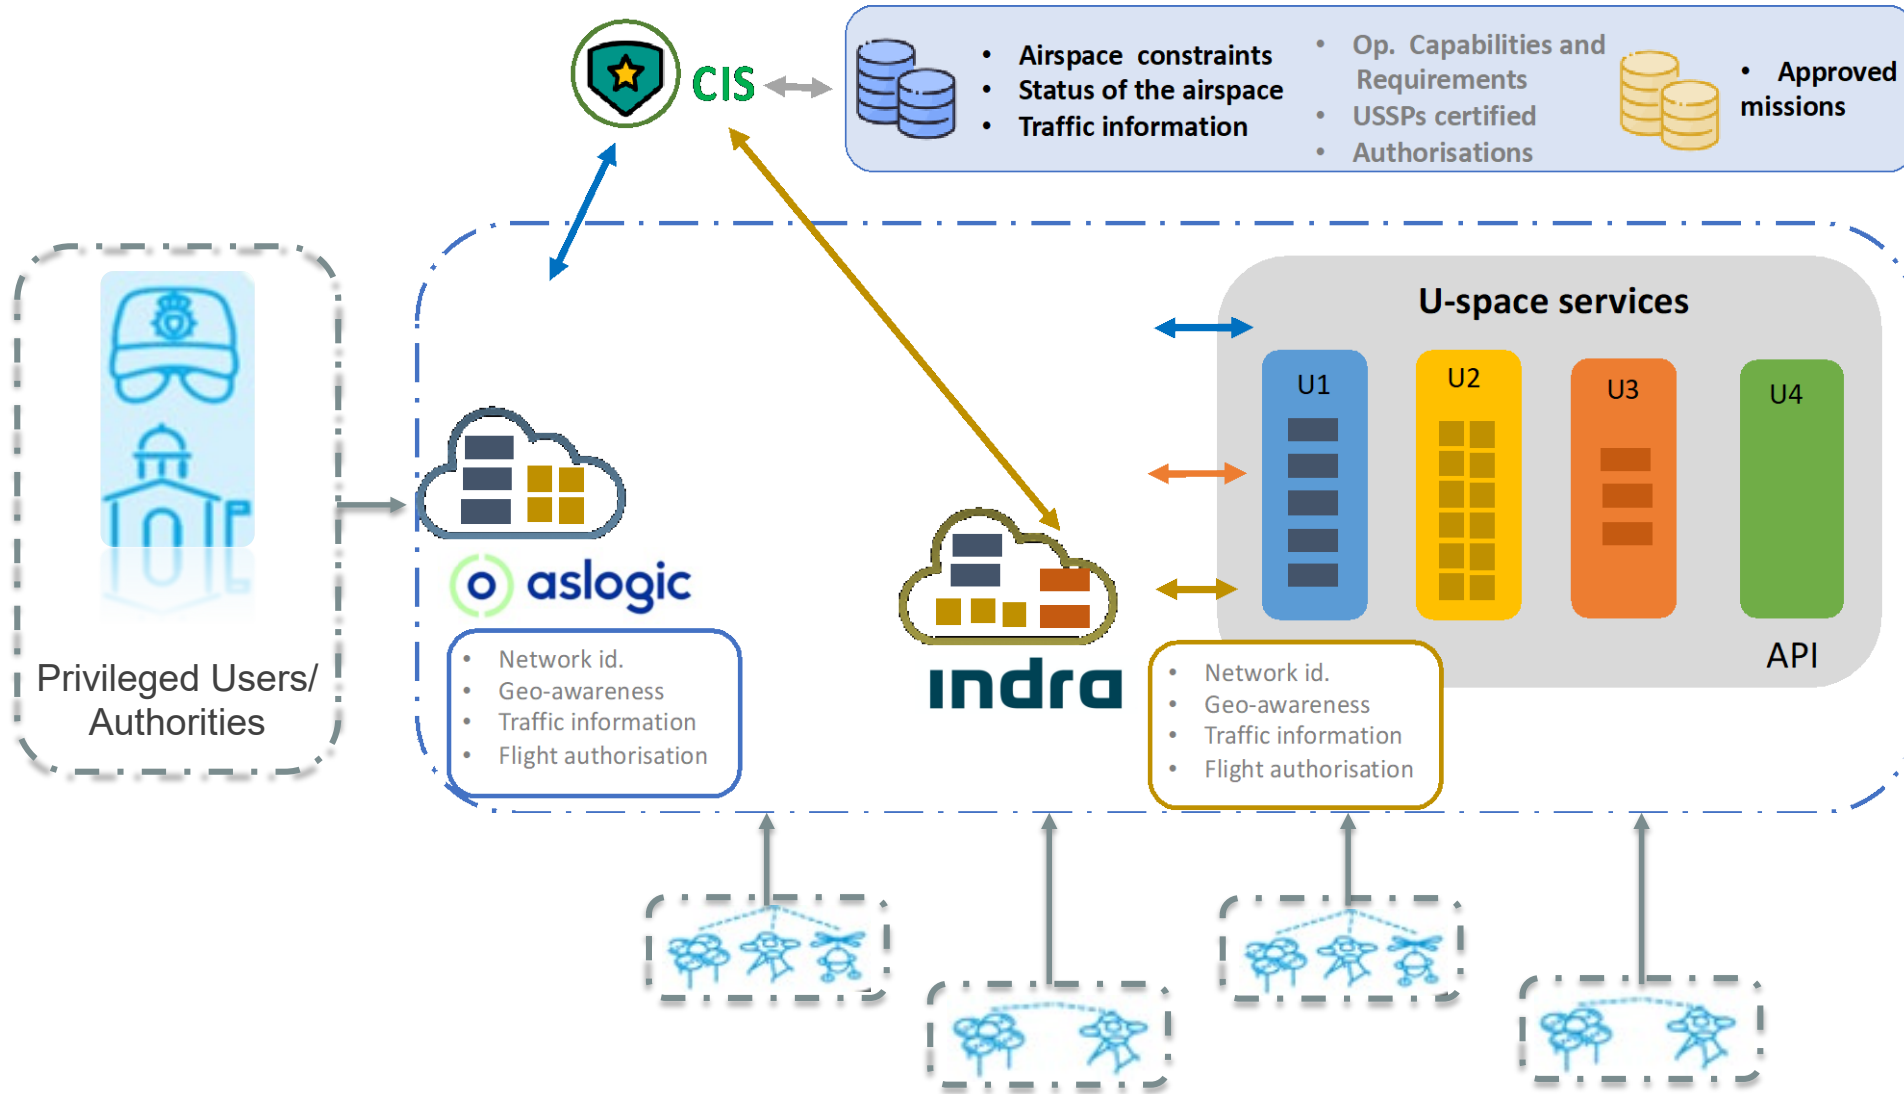 CIS
• Airspace constraints
• Status of the airspace
• Traffic information
• Op. Capabilities and
Requirements
• USSPs certified
• Authorisations
• Approved
missions
Privileged Users/
Authorities
aslogic
• Network id.
• Geo-awareness
• Traffic information
• Flight authorisation
indra
• Network id.
• Geo-awareness
• Traffic information
• Flight authorisation
U-space services
U1
U2
U3
U4
API